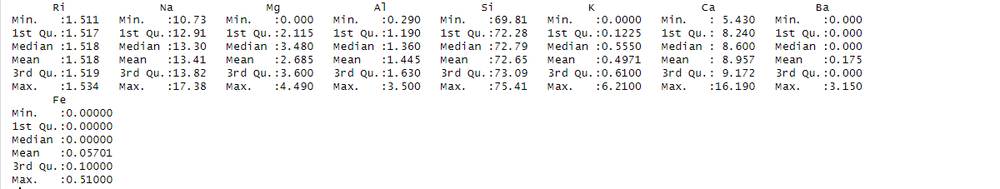 Ri              Na              Mg              Al              Si              K                Ca               Ba
Min.   :1.511   Min.   :10.73   Min.   :0.000   Min.   :0.290   Min.   :69.81   Min.   :0.0000   Min.   : 5.430   Min.   :0.000
1st Qu.:1.517   1st Qu.:12.91   1st Qu.:2.115   1st Qu.:1.190   1st Qu.:72.28   1st Qu.:0.1225   1st Qu.: 8.240   1st Qu.:0.000
Median :1.518   Median :13.30   Median :3.480   Median :1.360   Median :72.79   Median :0.5550   Median : 8.600   Median :0.000
Mean   :1.518   Mean   :13.41   Mean   :2.685   Mean   :1.445   Mean   :72.65   Mean   :0.4971   Mean   : 8.957   Mean   :0.175
3rd Qu.:1.519   3rd Qu.:13.82   3rd Qu.:3.600   3rd Qu.:1.630   3rd Qu.:73.09   3rd Qu.:0.6100   3rd Qu.: 9.172   3rd Qu.:0.000
Max.   :1.534   Max.   :17.38   Max.   :4.490   Max.   :3.500   Max.   :75.41   Max.   :6.2100   Max.   :16.190   Max.   :3.150
      Fe
Min.   :0.00000
1st Qu.:0.00000
Median :0.00000
Mean   :0.05701
3rd Qu.:0.10000
Max.   :0.51000